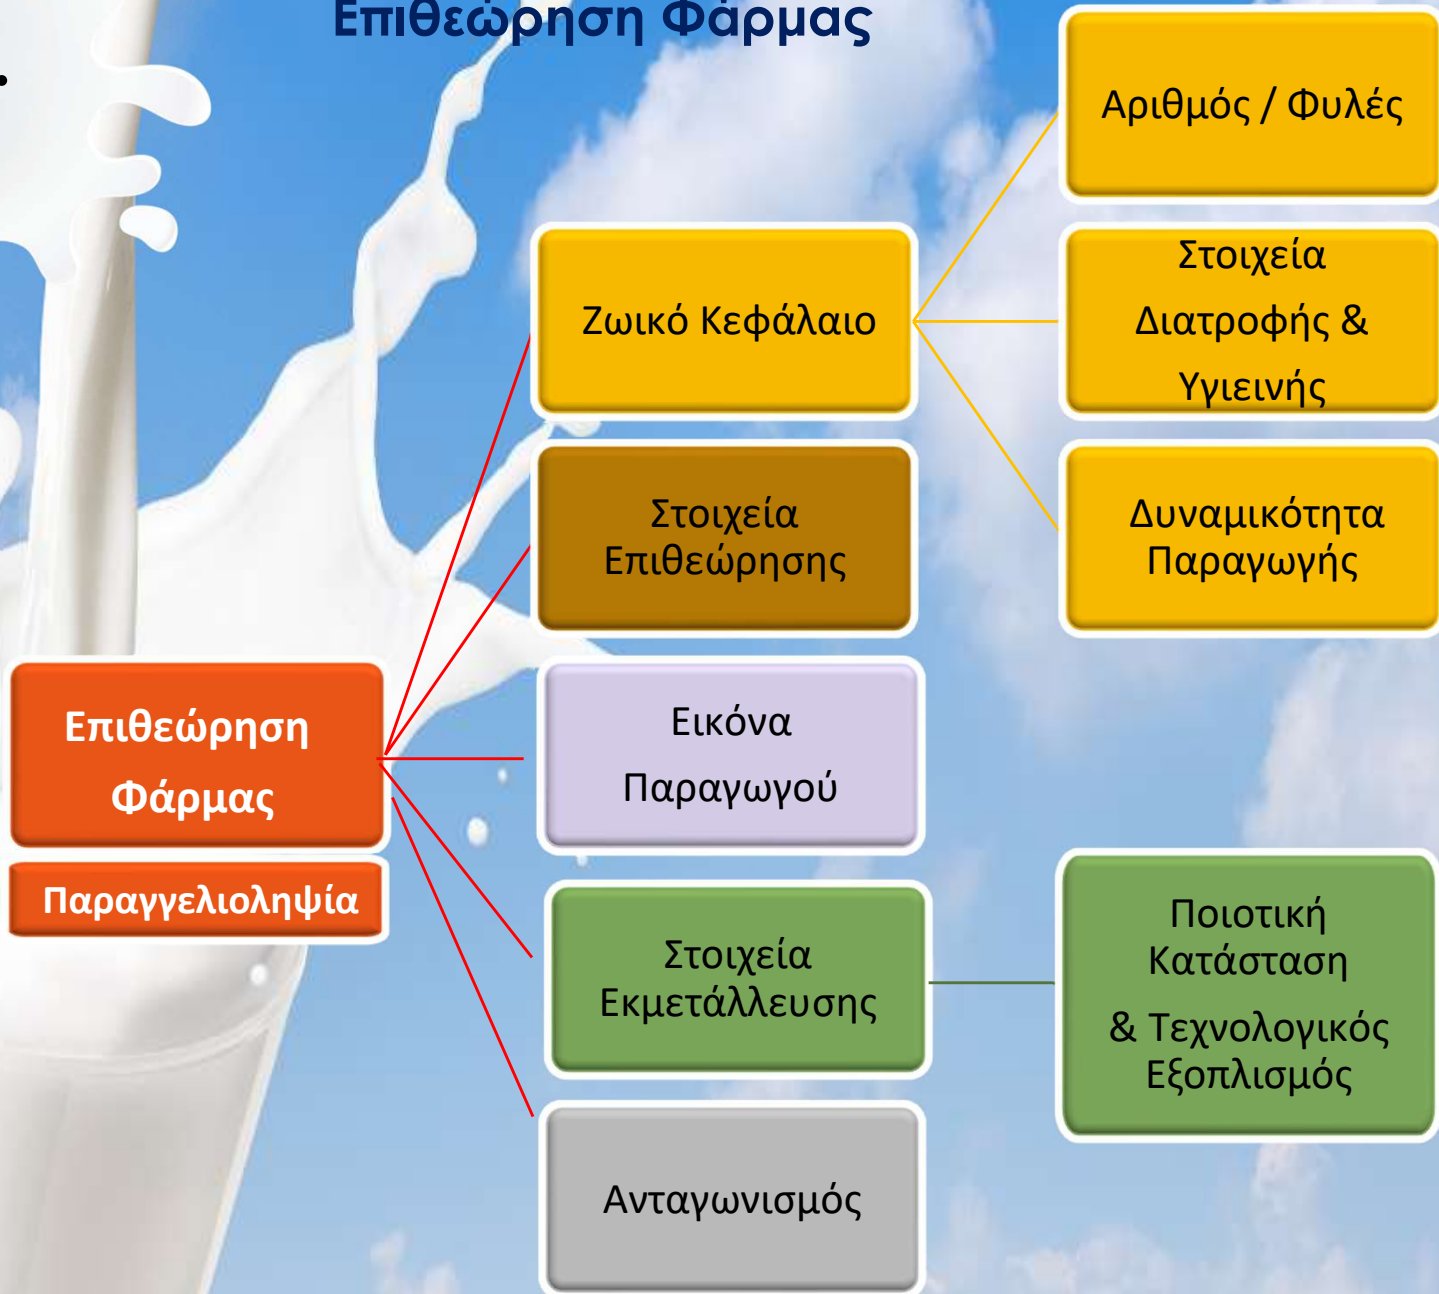 Επιθεώρηση Φάρμας
•
Αριθμός / Φυλές
Ζωικό Κεφάλαιο
Στοιχεία
Διατροφής &
Υγιεινής
Στοιχεία
Επιθεώρησης
Δυναμικότητα
Παραγωγής
Επιθεώρηση
Φάρμας
Παραγγελιοληψία
Εικόνα
Παραγωγού
Στοιχεία
Εκμετάλλευσης
Ποιοτική
Κατάσταση
& Τεχνολογικός
Εξοπλισμός
Ανταγωνισμός